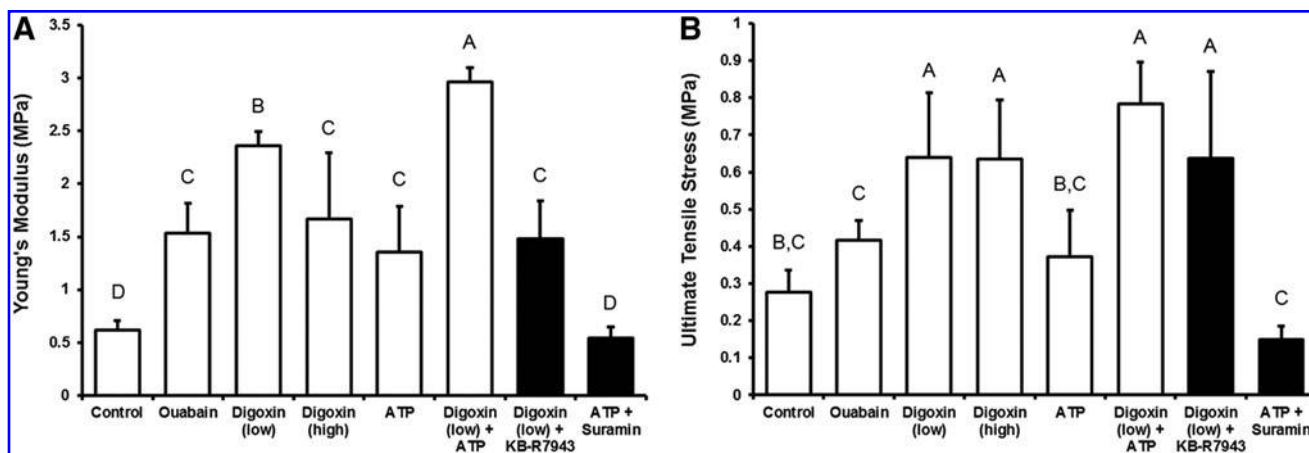 A
Young's Modulus (MPa)
3.5
3
2.5
2
1.5
1
0.5
0
D
C
B
C
C
A
C
D
Control
Ouabain
Digoxin
(low)
Digoxin
(high)
ATP
Digoxin
(low) +
ATP
Digoxin
(low) +
KB-R7943
ATP +
Suramin
B
Ultimate Tensile Stress (MPa)
1
0.9
0.8
0.7
0.6
0.5
0.4
0.3
0.2
0.1
0
B,C
C
A
A
B,C
A
A
C
Control
Ouabain
Digoxin
(low)
Digoxin
(high)
ATP
Digoxin
(low) +
ATP
Digoxin
(low) +
KB-R7943
ATP +
Suramin